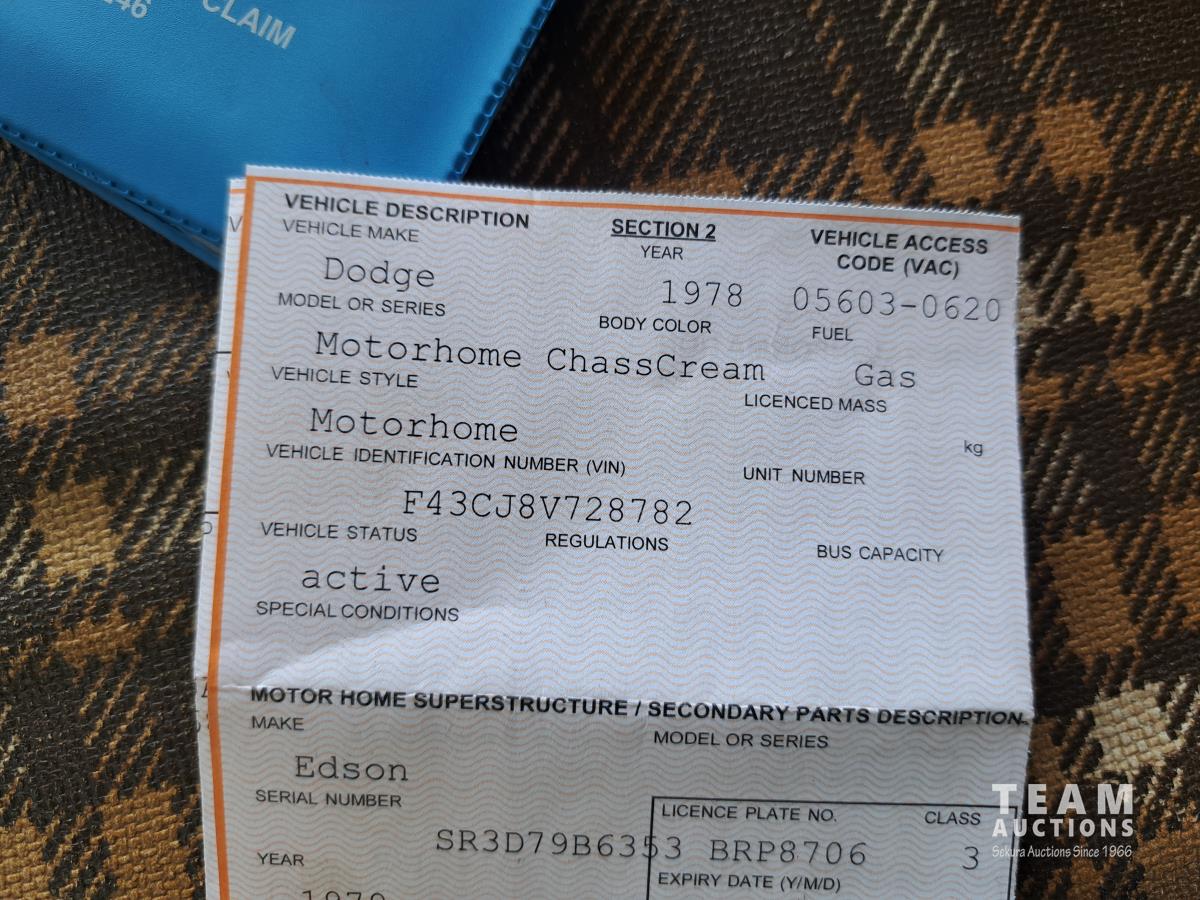 46 CLAIM
VEHICLE DESCRIPTION SECTION 2 VEHICLE ACCESS
VEHICLE MAKE YEAR CODE (VAC)
Dodge 1978 05603-0620
MODEL OR SERIES BODY COLOR FUEL
Motorhome ChassCream Gas
VEHICLE STYLE LICENCED MASS
Motorhome kg
VEHICLE IDENTIFICATION NUMBER (VIN) UNIT NUMBER
F43CJ8V728782
VEHICLE STATUS REGULATIONS BUS CAPACITY
active
SPECIAL CONDITIONS
MOTOR HOME SUPERSTRUCTURE / SECONDARY PARTS DESCRIPTION
MAKE MODEL OR SERIES
Edson
SERIAL NUMBER LICENCE PLATE NO. CLASS
SR3D79B6353 BRP8706 3
YEAR EXPIRY DATE (Y/M/D)
TEAM
AUCTIONS
Sekura Auctions Since 1966